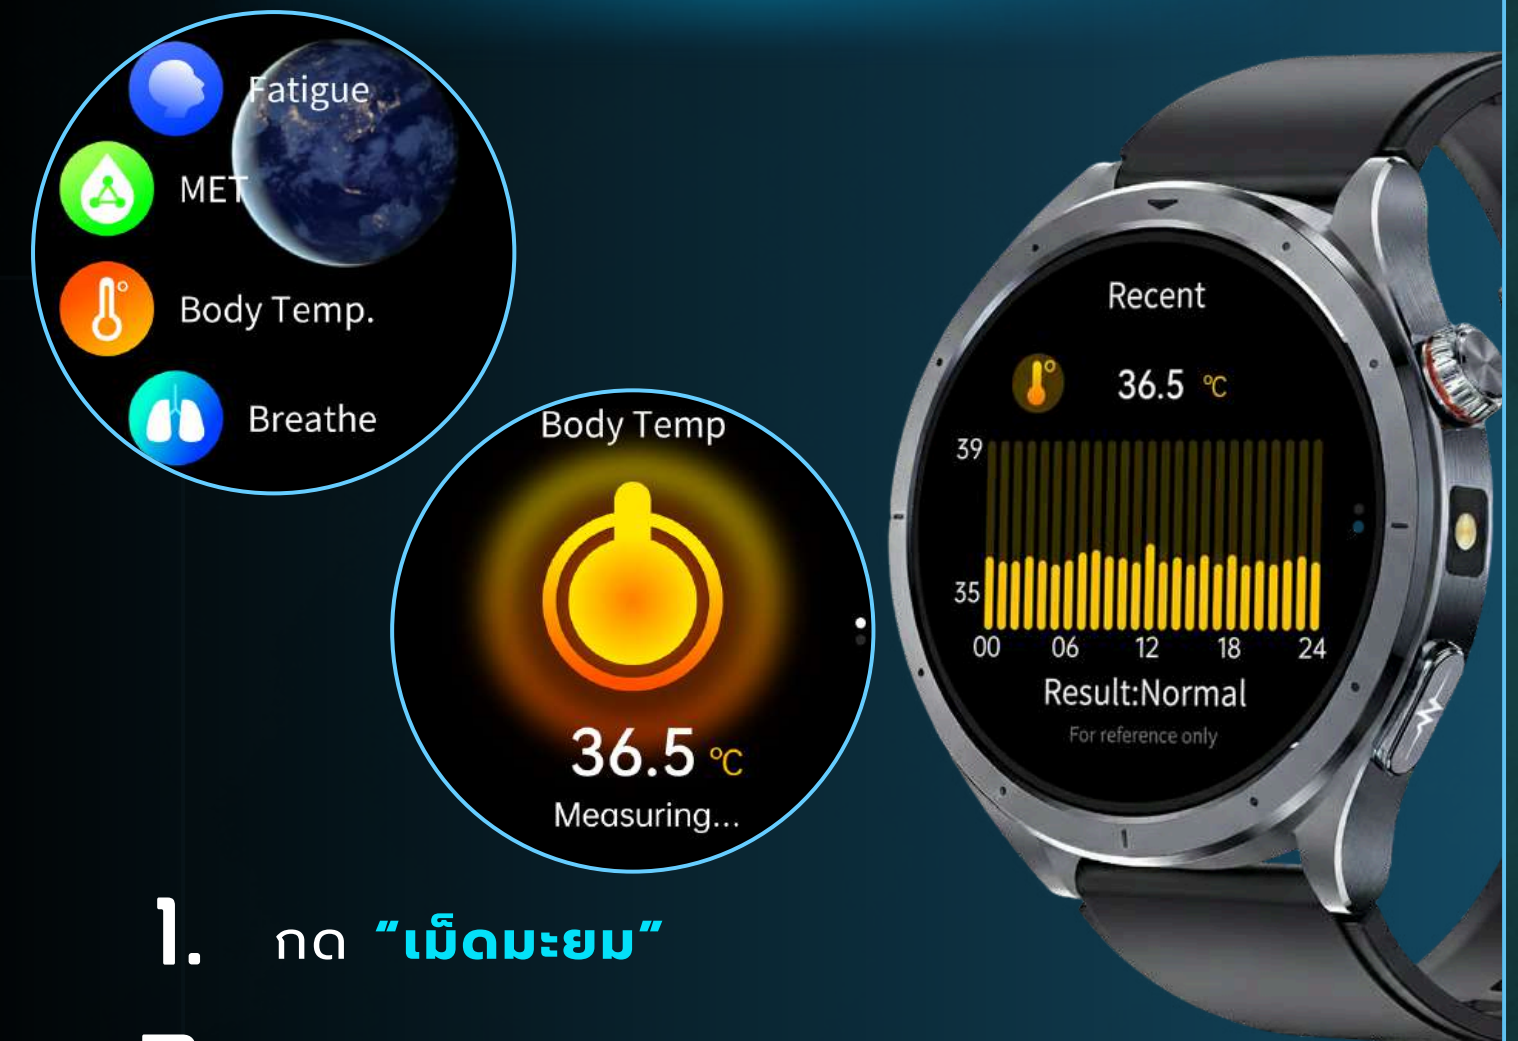 Fatigue
MET
Body Temp.
Breathe
Body Temp
36.5 °C
Measuring...
Recent
36.5 °C
39
35
00 06 12 18 24
Result:Normal
For reference only
1. กด “เม็ดมะยม”